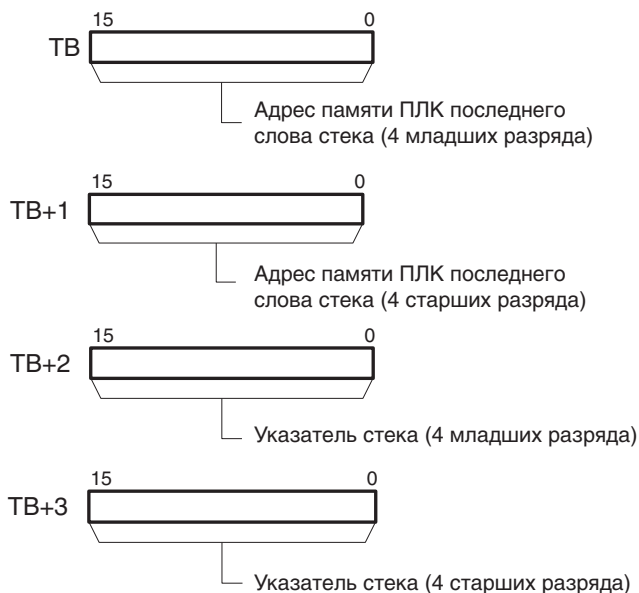 15 0
TB
Адрес памяти ПЛК последнего
слова стека (4 младших разряда)
15 0
TB+1
Адрес памяти ПЛК последнего
слова стека (4 старших разряда)
15 0
TB+2
Указатель стека (4 младших разряда)
15 0
TB+3
Указатель стека (4 старших разряда)